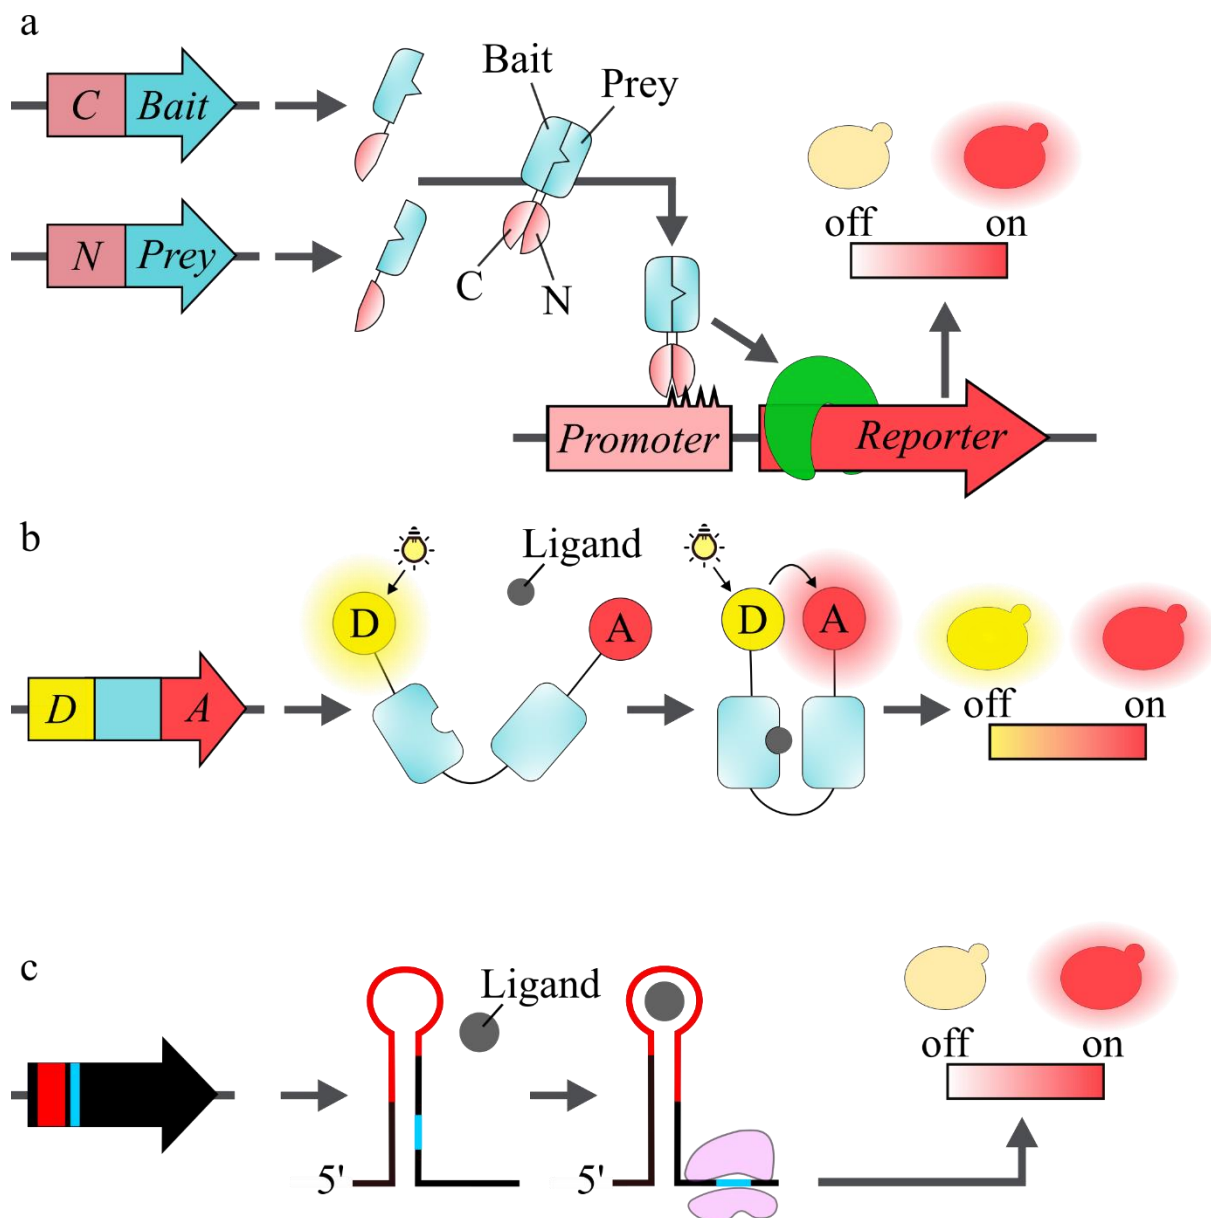 a
C Bait
Bait
Prey
off on
N Prey
C
N
Promoter
Reporter
b
Ligand
D
A
D
A
D A
off on
c
Ligand
off on
5'
5'